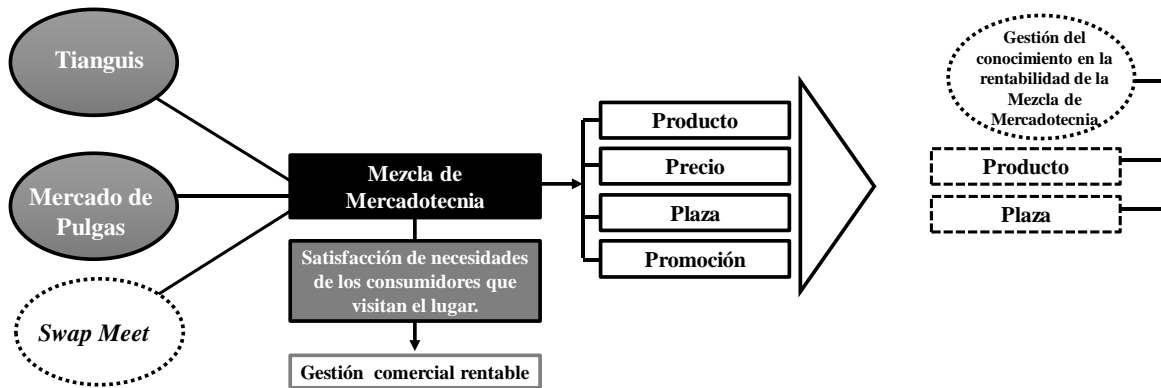 Tianguis
Mercado de
Pulgas
Swap Meet
Mezcla de
Mercadotecnia
Satisfacción de necesidades
de los consumidores que
visitan el lugar.
Gestión comercial rentable
Producto
Precio
Plaza
Promoción
Gestión del
conocimiento en la
rentabilidad de la
Mezcla de
Mercadotecnia
Producto
Plaza